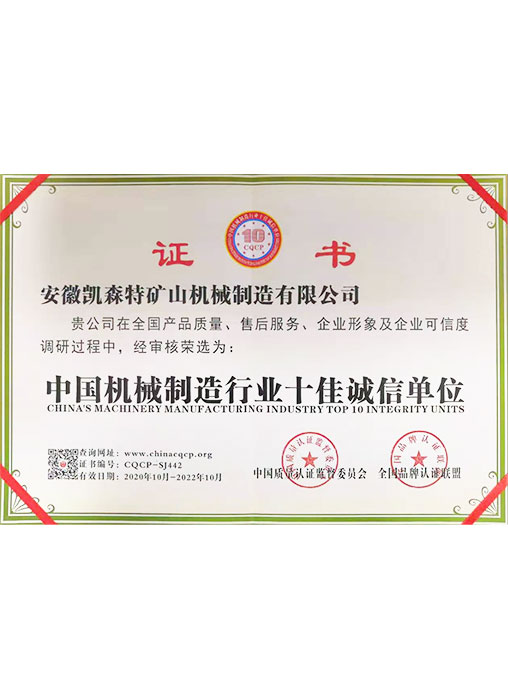 10
CQCP
证 书
安徽凯森特矿山机械制造有限公司
贵公司在全国产品质量、售后服务、企业形象及企业可信度
调研过程中，经审核荣选为：
中国机械制造行业十佳诚信单位
CHINA'S MACHINERY MANUFACTURING INDUSTRY TOP 10 INTEGRITY UNITS
查询网址：www.chinacqcp.org
证书编号：CQCP-SJ442
有效日期：2020年10月-2022年10月
中国质量认证监督委员会 全国品牌认证联盟